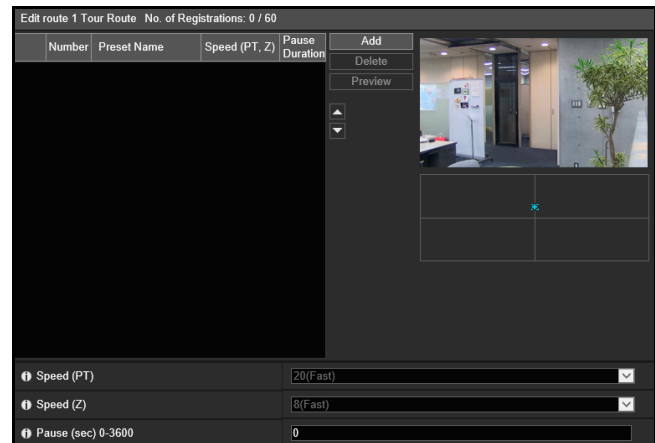 Edit route 1 Tour Route No. of Registrations: 0 / 60
Number Preset Name Speed (PT, Z) Pause Duration
Add
Delete
Preview
Speed (PT) 20(Fast)
Speed (Z) 8(Fast)
Pause (sec) 0-3600 0